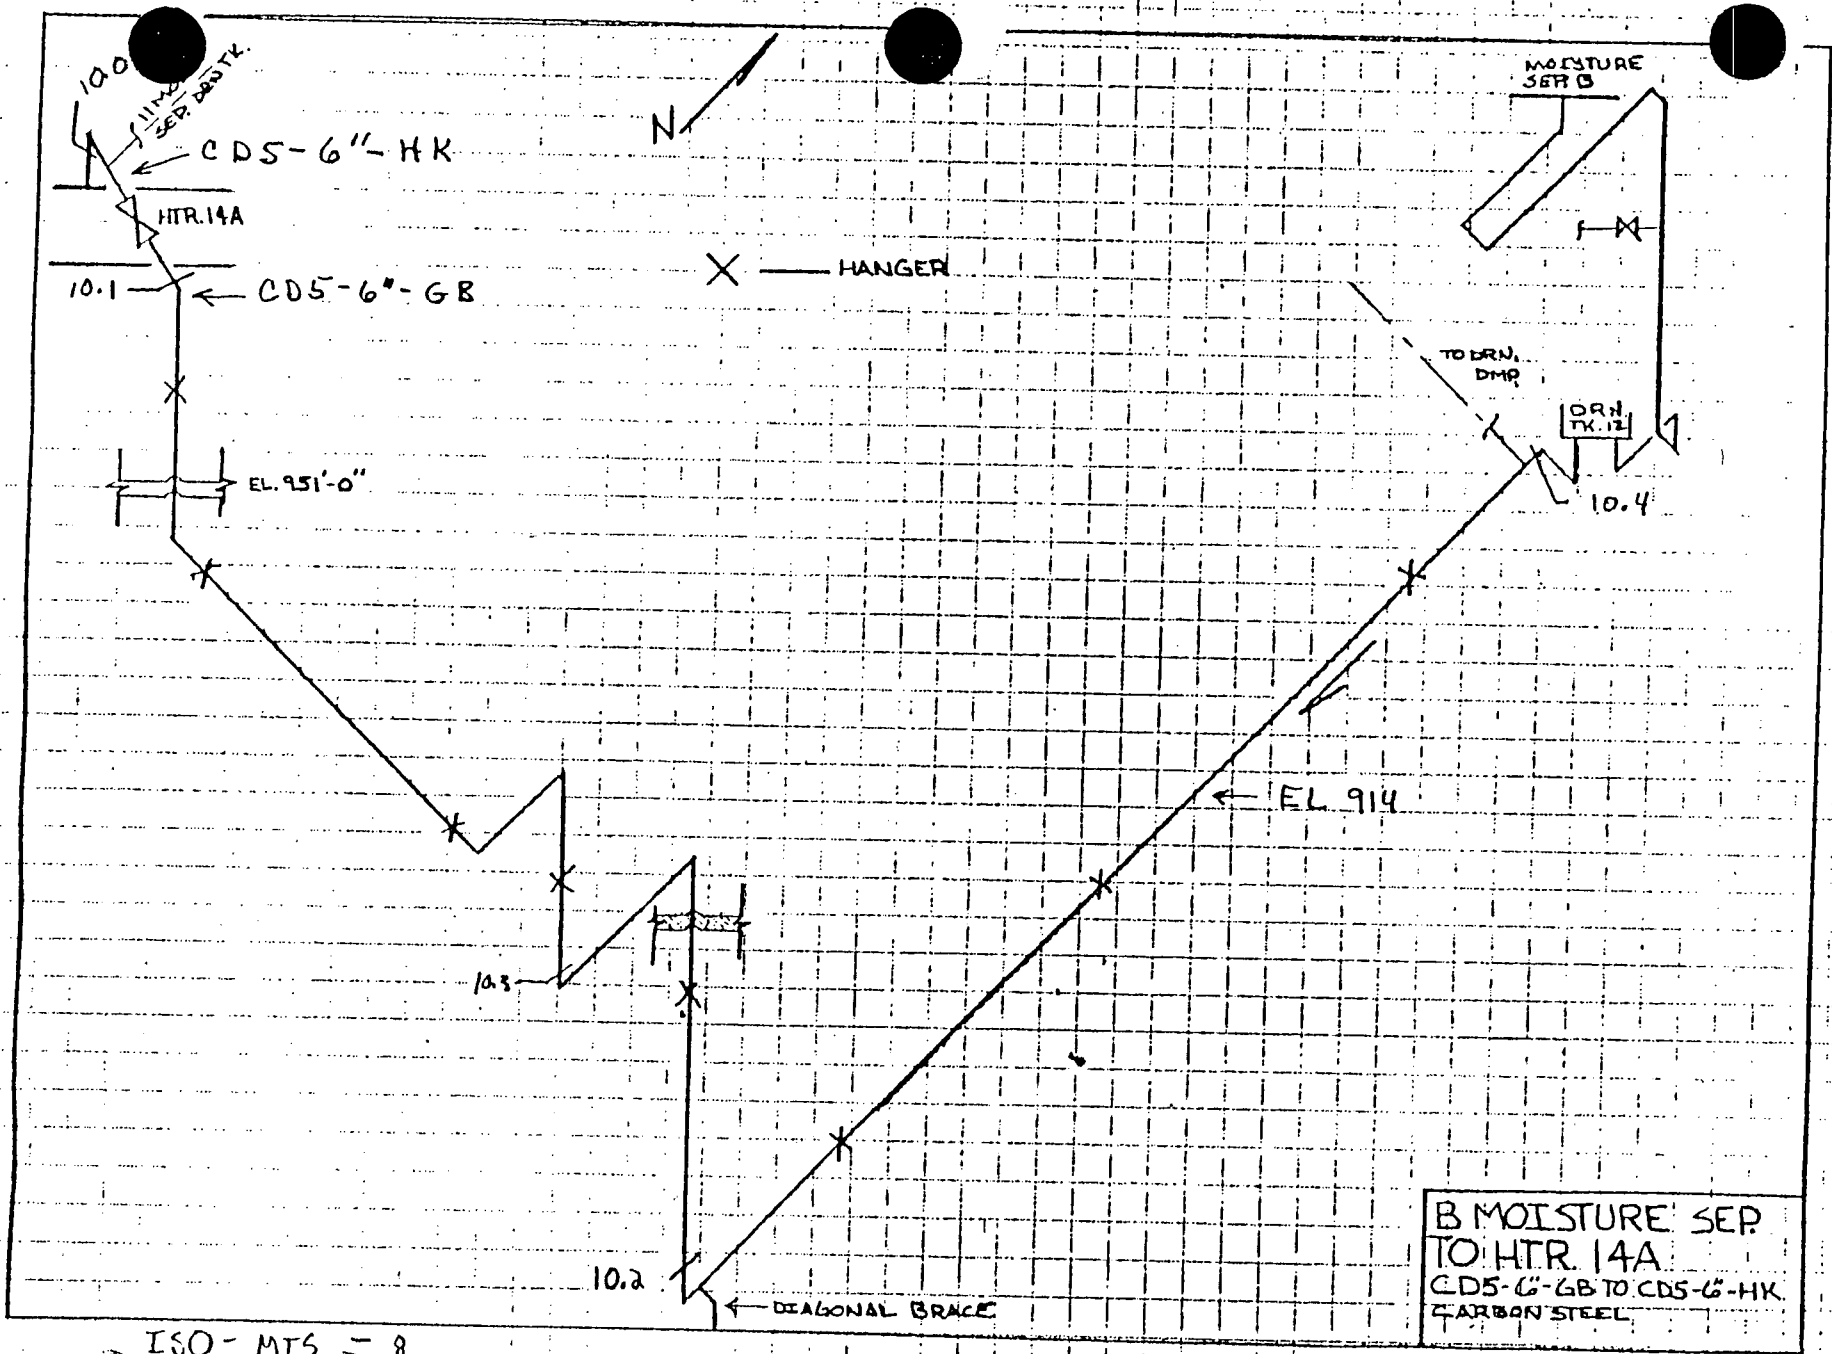 10.0
SEP. DRN TK.
CD5-6"-HK
HTR. 14A
10.1
CD5-6"-GB
N
X — HANGER
MOISTURE
SEP B
TO DRN.
DMP.
DRN
TK. 12
10.4
EL. 951'-0"
EL 914
10.3
10.2
DIAGONAL BRACE
B MOISTURE SEP.
TO HTR. 14A
CD5-6"-GB TO CD5-6"-HK
CARBON STEEL
ISO-MTS-8